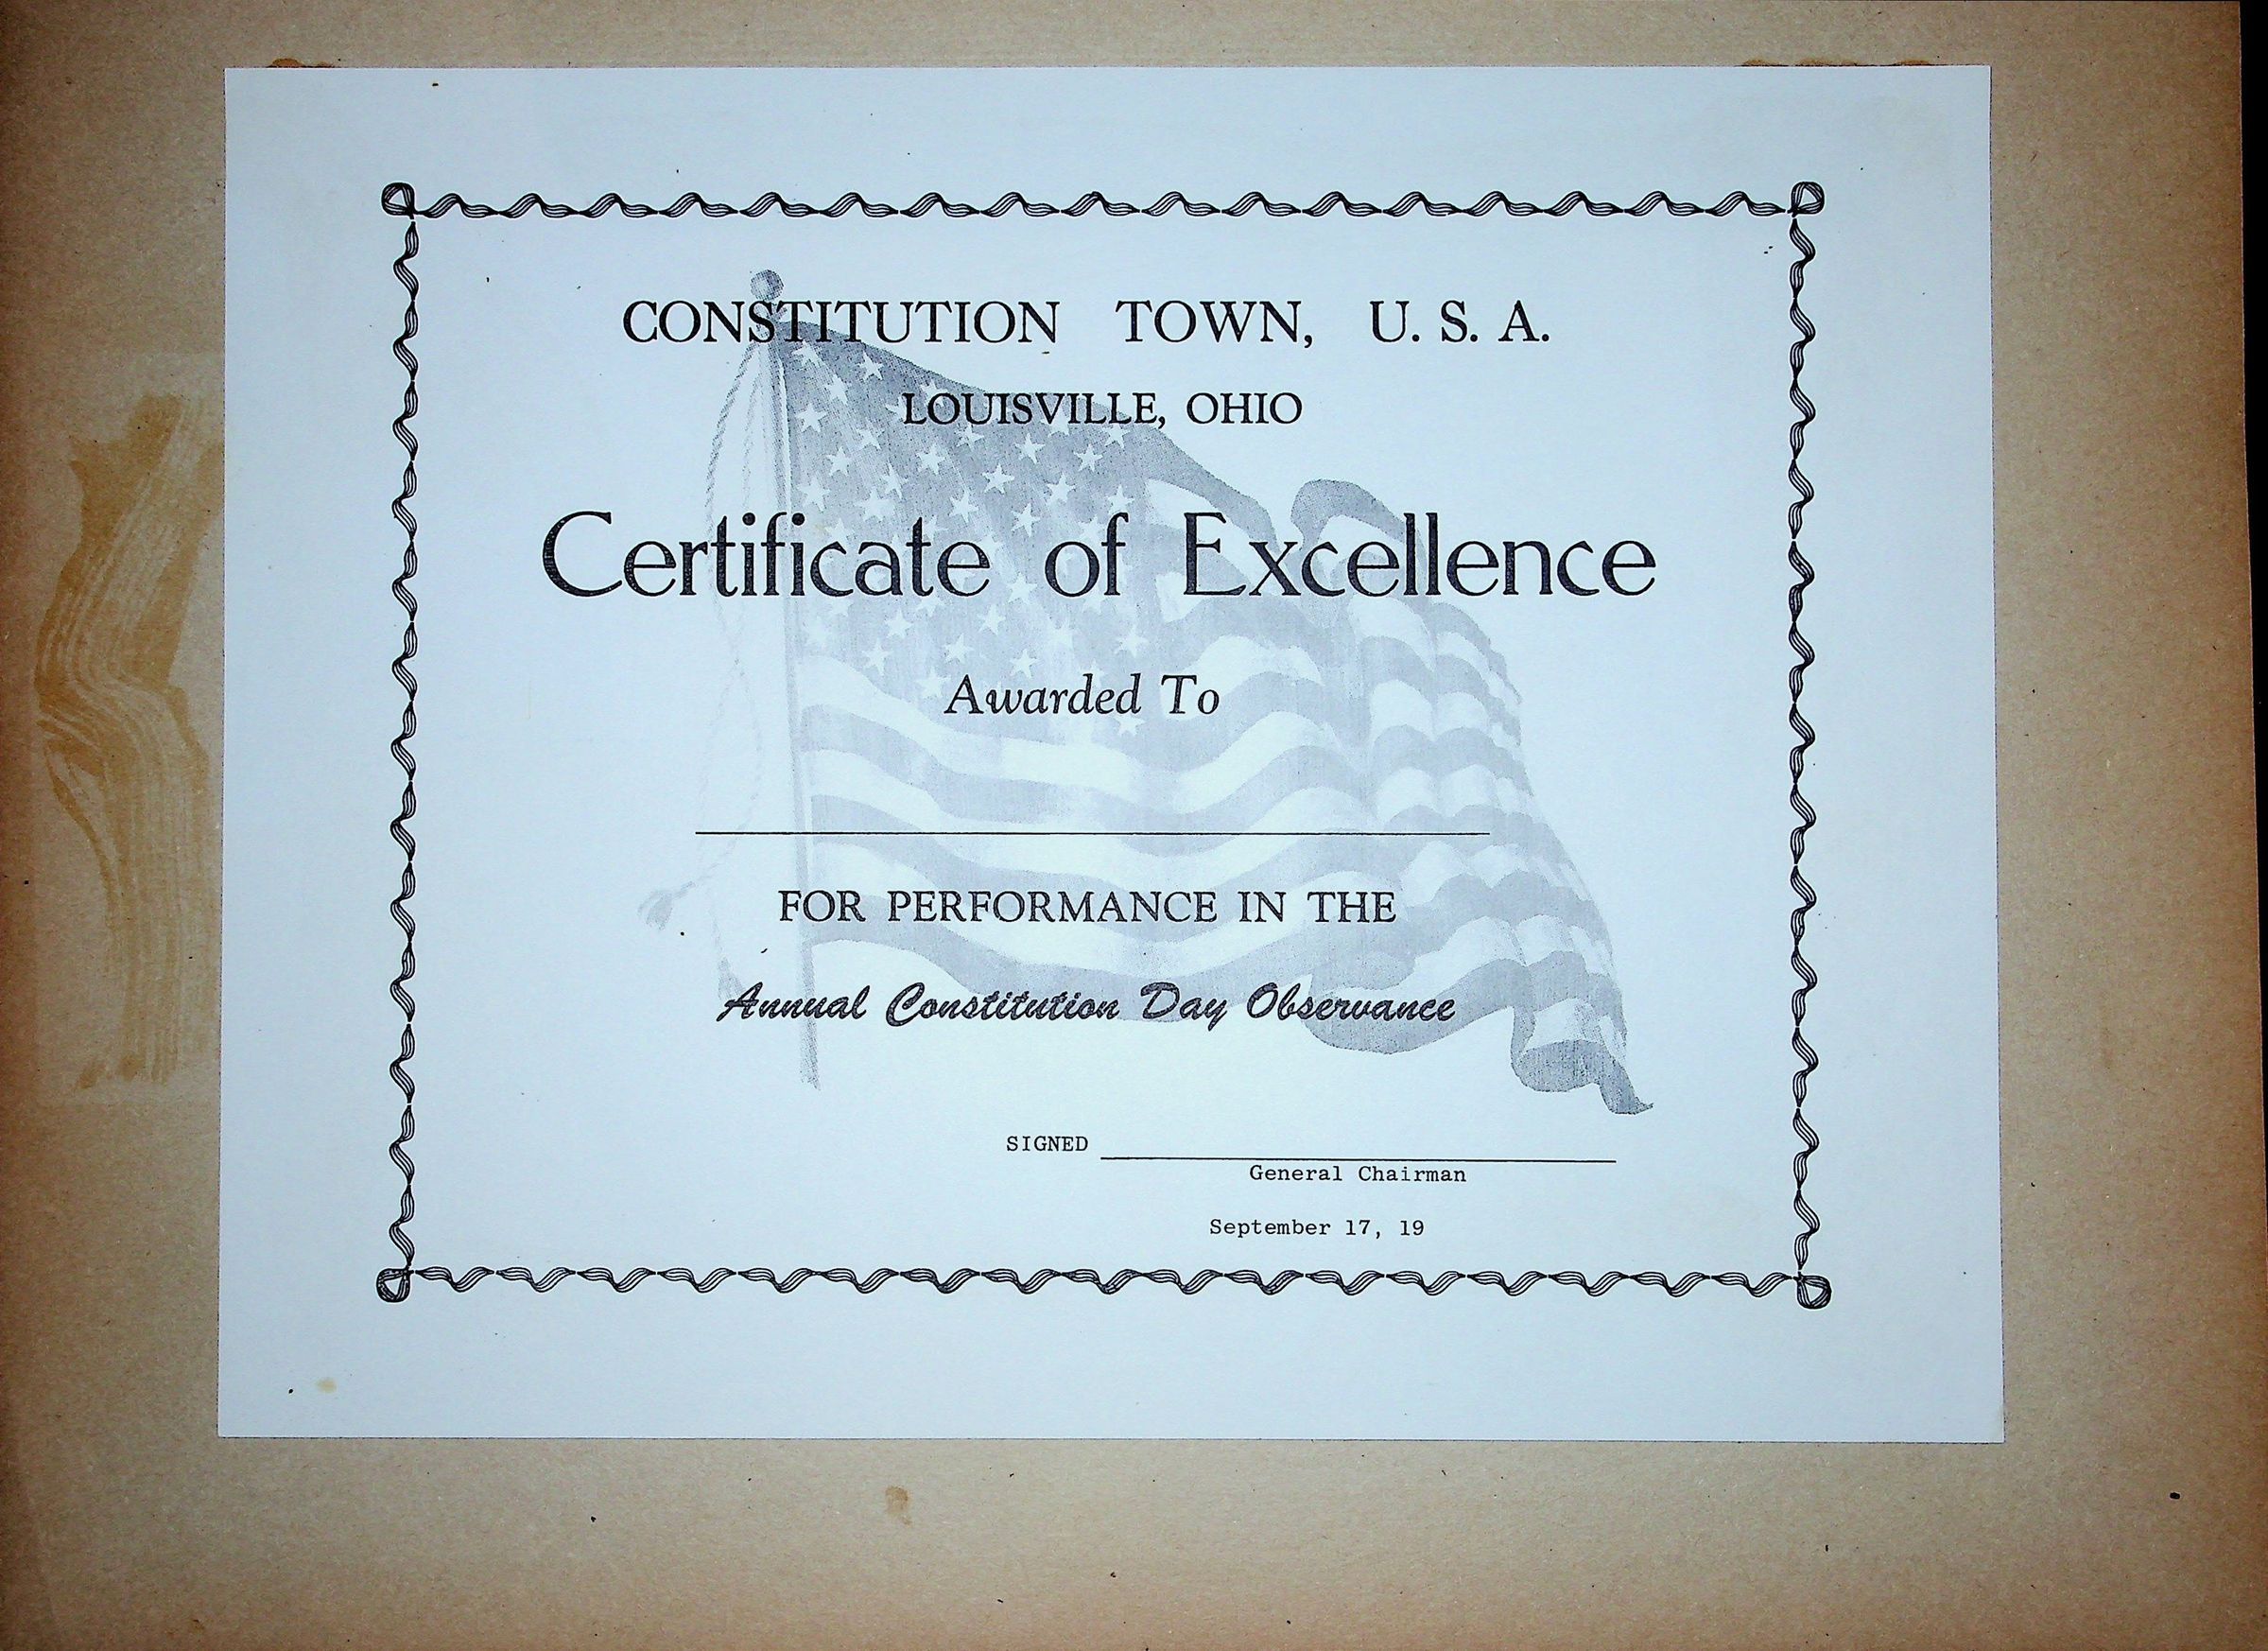 CONSTITUTION TOWN, U. S. A.
LOUISVILLE, OHIO
Certificate of Excellence
Awarded To
FOR PERFORMANCE IN THE
Annual Constitution Day Observance
SIGNED
General Chairman
September 17, 19